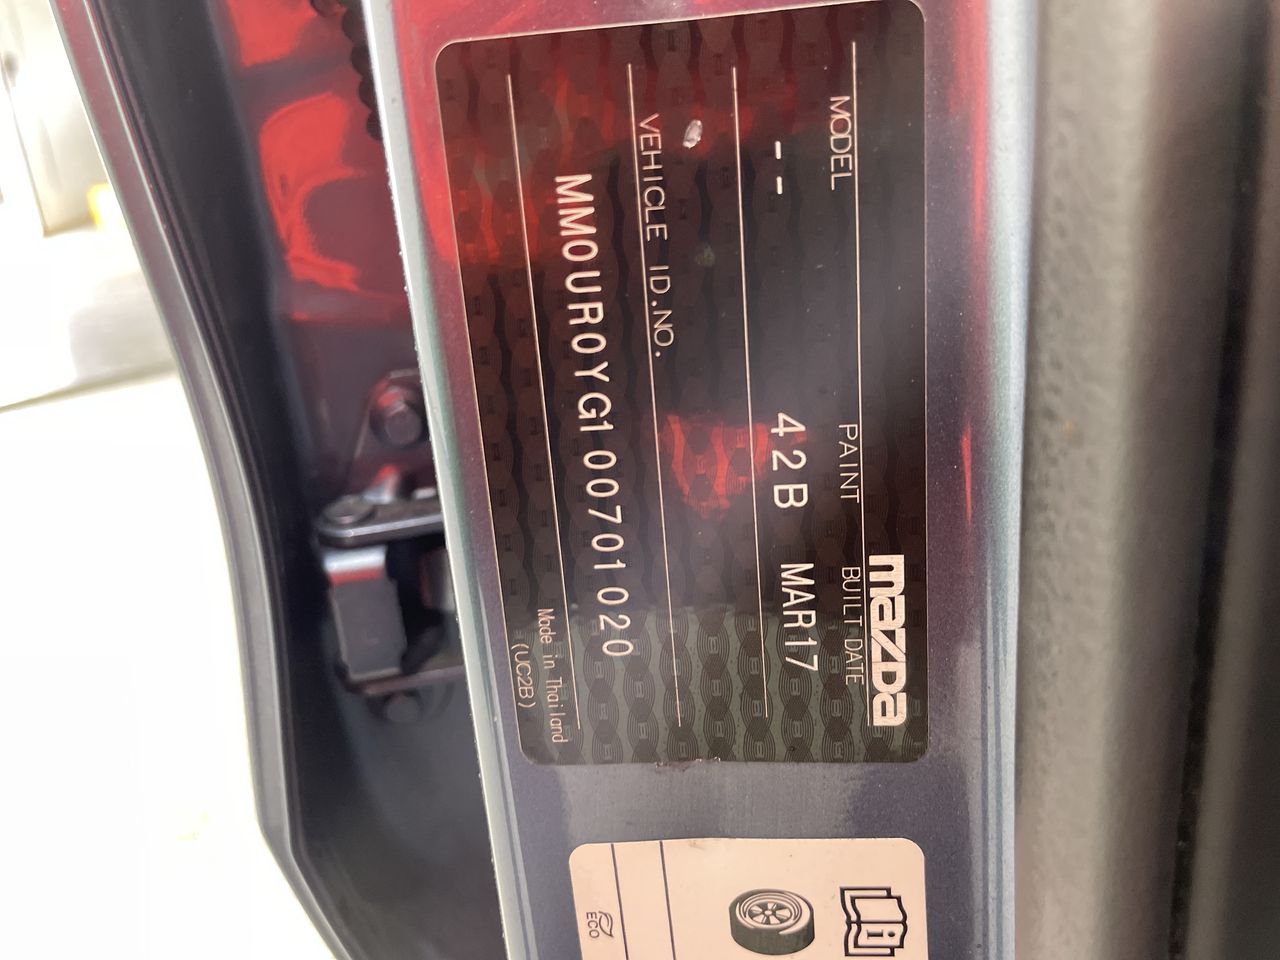 mazda
MODEL PAINT BUILT DATE
-- 42B MAR17
VEHICLE ID.NO.
MM0UR0YG100701020
Made in Thailand
(UC2B)
i
ECO